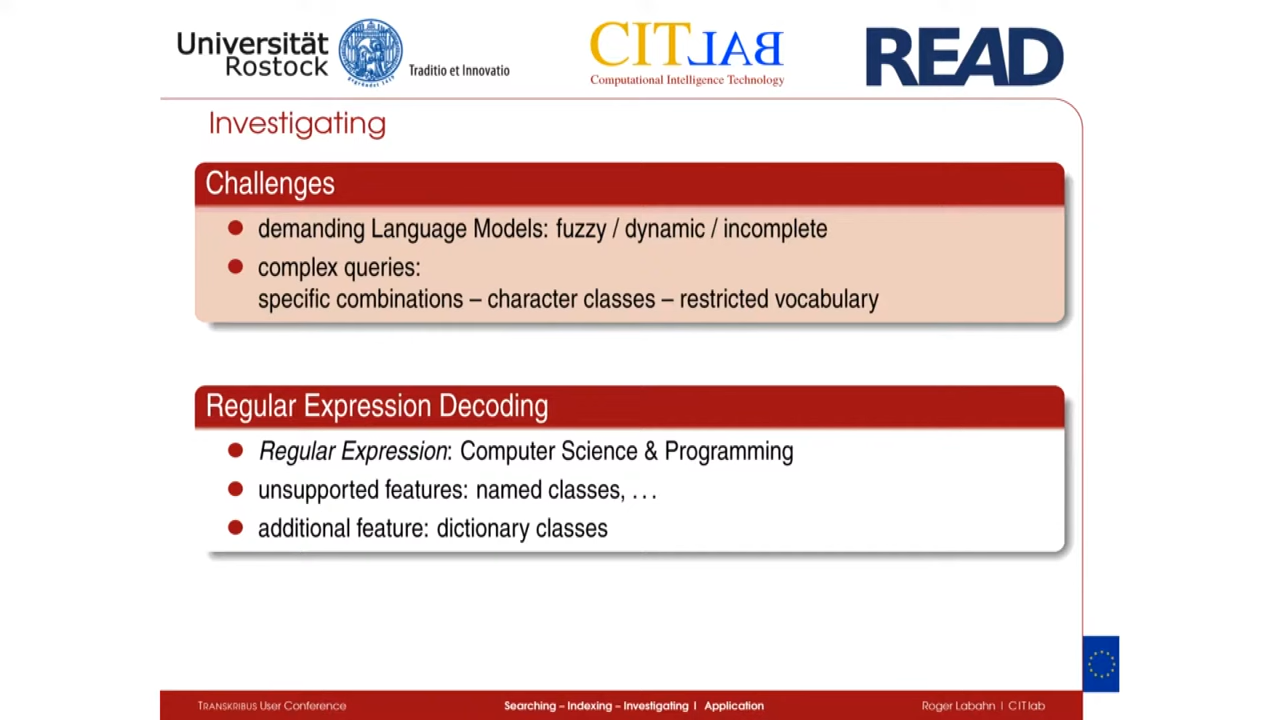 Universität
Rostock
Traditio et Innovatio
CITLAB
Computational Intelligence Technology
READ
Investigating
Challenges
demanding Language Models: fuzzy / dynamic / incomplete
complex queries:
specific combinations – character classes – restricted vocabulary
Regular Expression Decoding
Regular Expression: Computer Science & Programming
unsupported features: named classes, . . .
additional feature: dictionary classes
TRANSKRIBUS User Conference
Searching – Indexing – Investigating | Application
Roger Labahn | CITlab